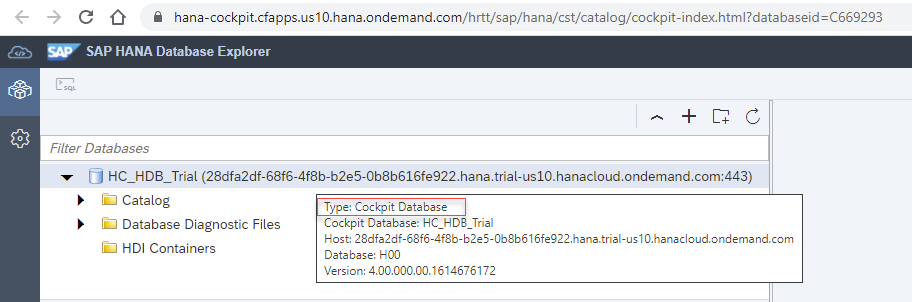 hana-cockpit.cfapps.us10.hana.ondemand.com/hrtt/sap/hana/cst/catalog/cockpit-index.html?databaseid=C669293
SAP SAP HANA Database Explorer
SQL
Filter Databases
HC_HDB_Trial (28dfa2df-68f6-4f8b-b2e5-0b8b616fe922.hana.trial-us10.hanacloud.ondemand.com:443)
Catalog
Database Diagnostic Files
HDI Containers
Type: Cockpit Database
Cockpit Database: HC_HDB_Trial
Host: 28dfa2df-68f6-4f8b-b2e5-0b8b616fe922.hana.trial-us10.hanacloud.ondemand.com
Database: H00
Version: 4.00.000.00.1614676172